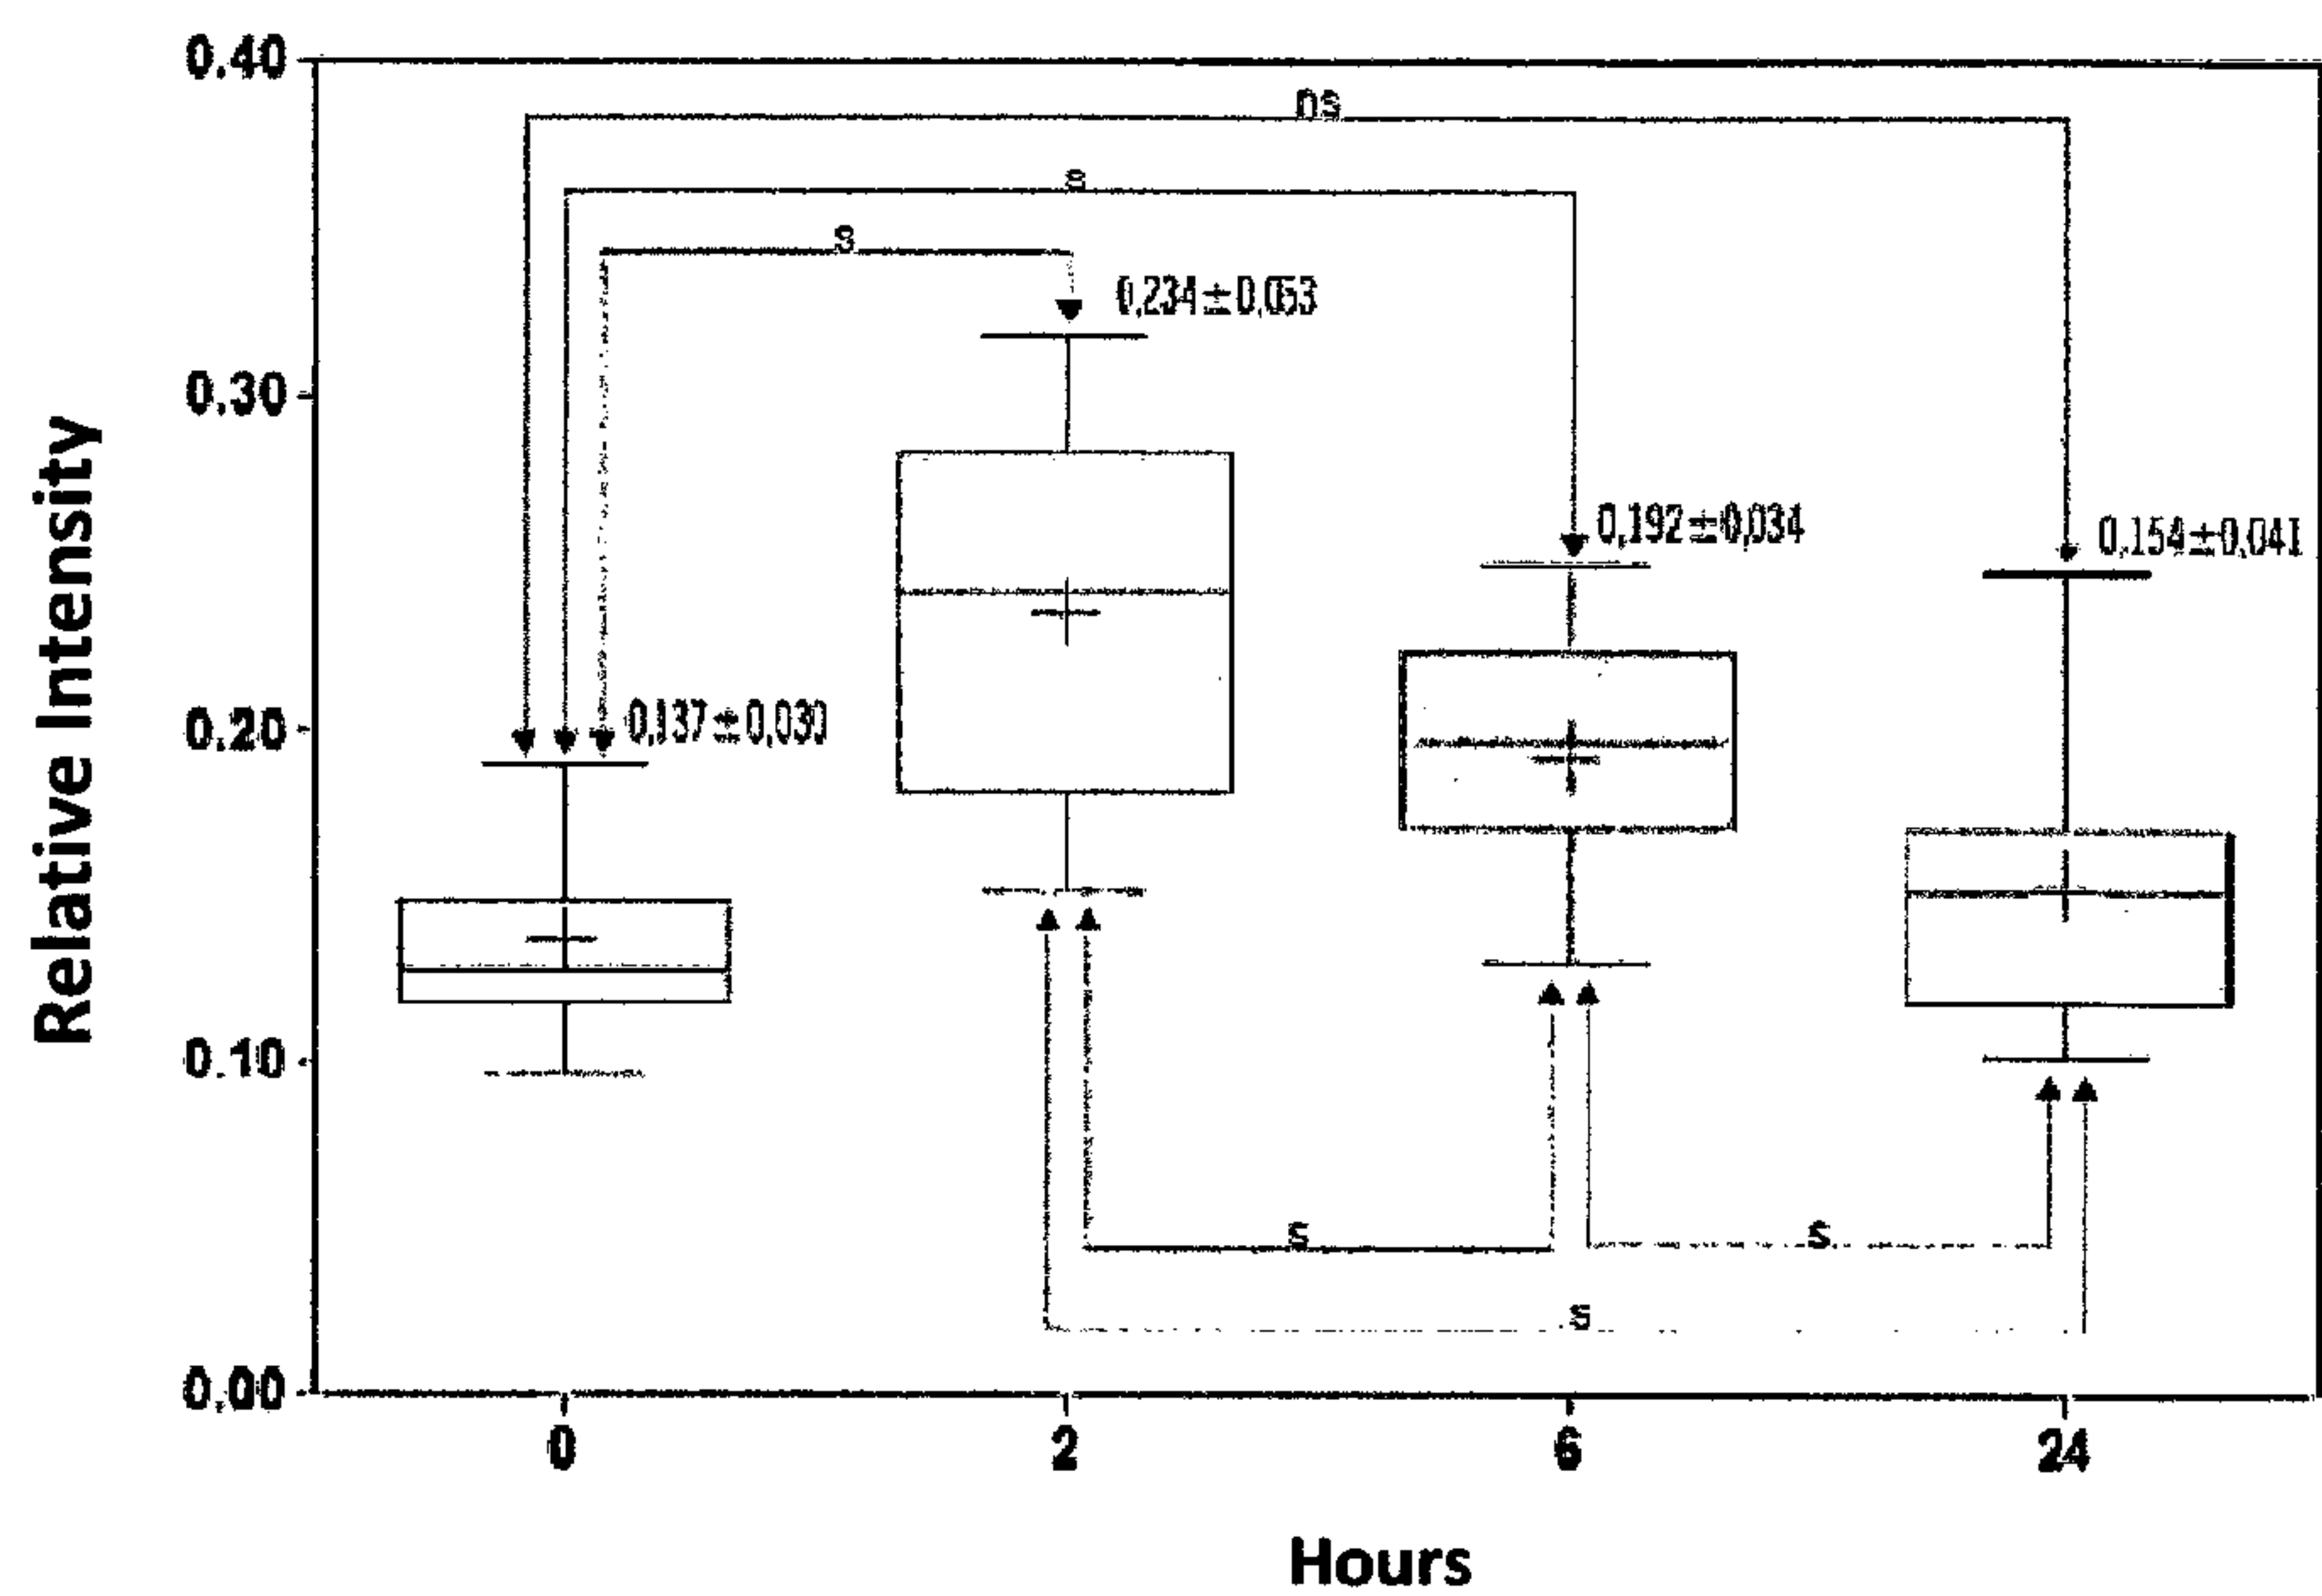 0.40
ns
s
s
0,234±0,053
0.30
0,192±0,034
0,154±0,041
0,137±0,030
0.20
0.10
s
s
s
0.00
0
2
6
24
Relative Intensity
Hours